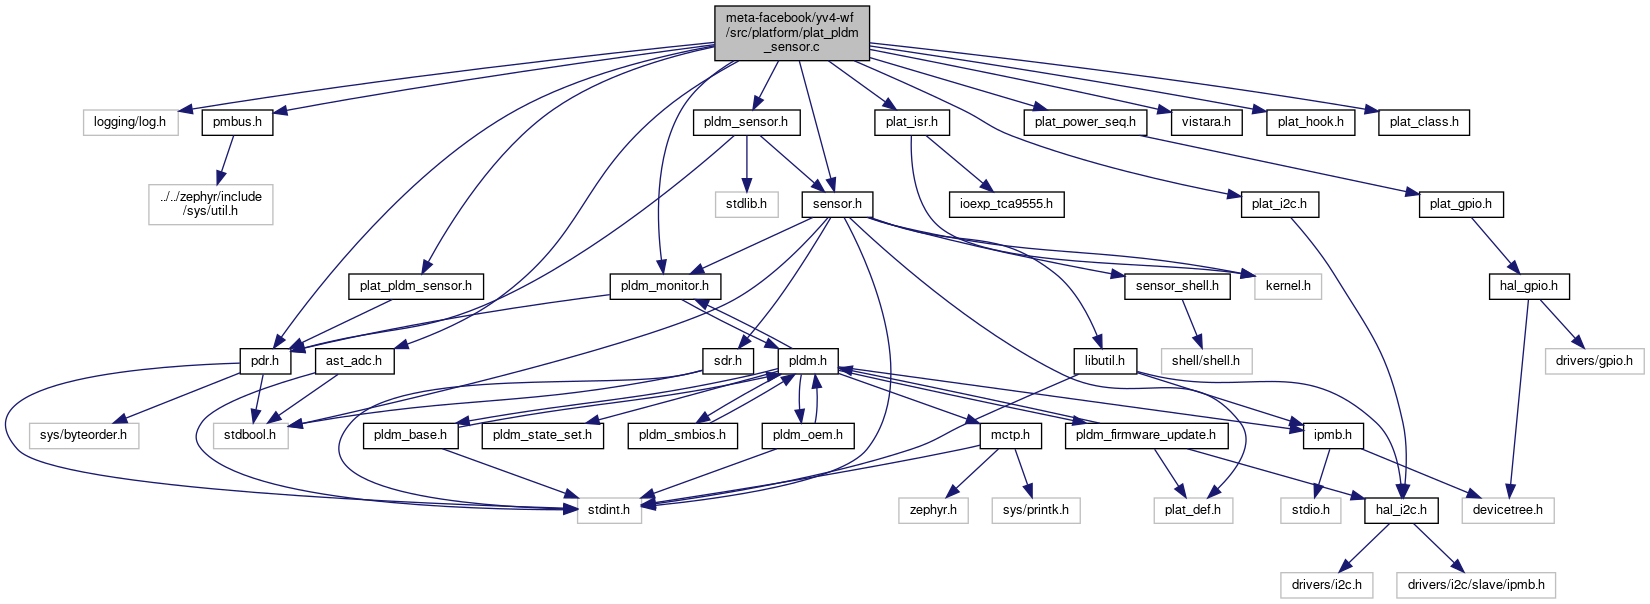 meta-facebook/yv4-wf
/src/platform/plat_pldm
_sensor.c
logging/log.h
pmbus.h
pldm_sensor.h
plat_isr.h
plat_power_seq.h
vistara.h
plat_hook.h
plat_class.h
../../zephyr/include
/sys/util.h
stdlib.h
sensor.h
ioexp_tca9555.h
plat_i2c.h
plat_gpio.h
plat_pldm_sensor.h
pldm_monitor.h
sensor_shell.h
kernel.h
hal_gpio.h
pdr.h
ast_adc.h
sdr.h
pldm.h
libutil.h
shell/shell.h
drivers/gpio.h
sys/byteorder.h
stdbool.h
pldm_base.h
pldm_state_set.h
pldm_smbios.h
pldm_oem.h
mctp.h
pldm_firmware_update.h
ipmb.h
stdint.h
zephyr.h
sys/printk.h
plat_def.h
stdio.h
hal_i2c.h
devicetree.h
drivers/i2c.h
drivers/i2c/slave/ipmb.h